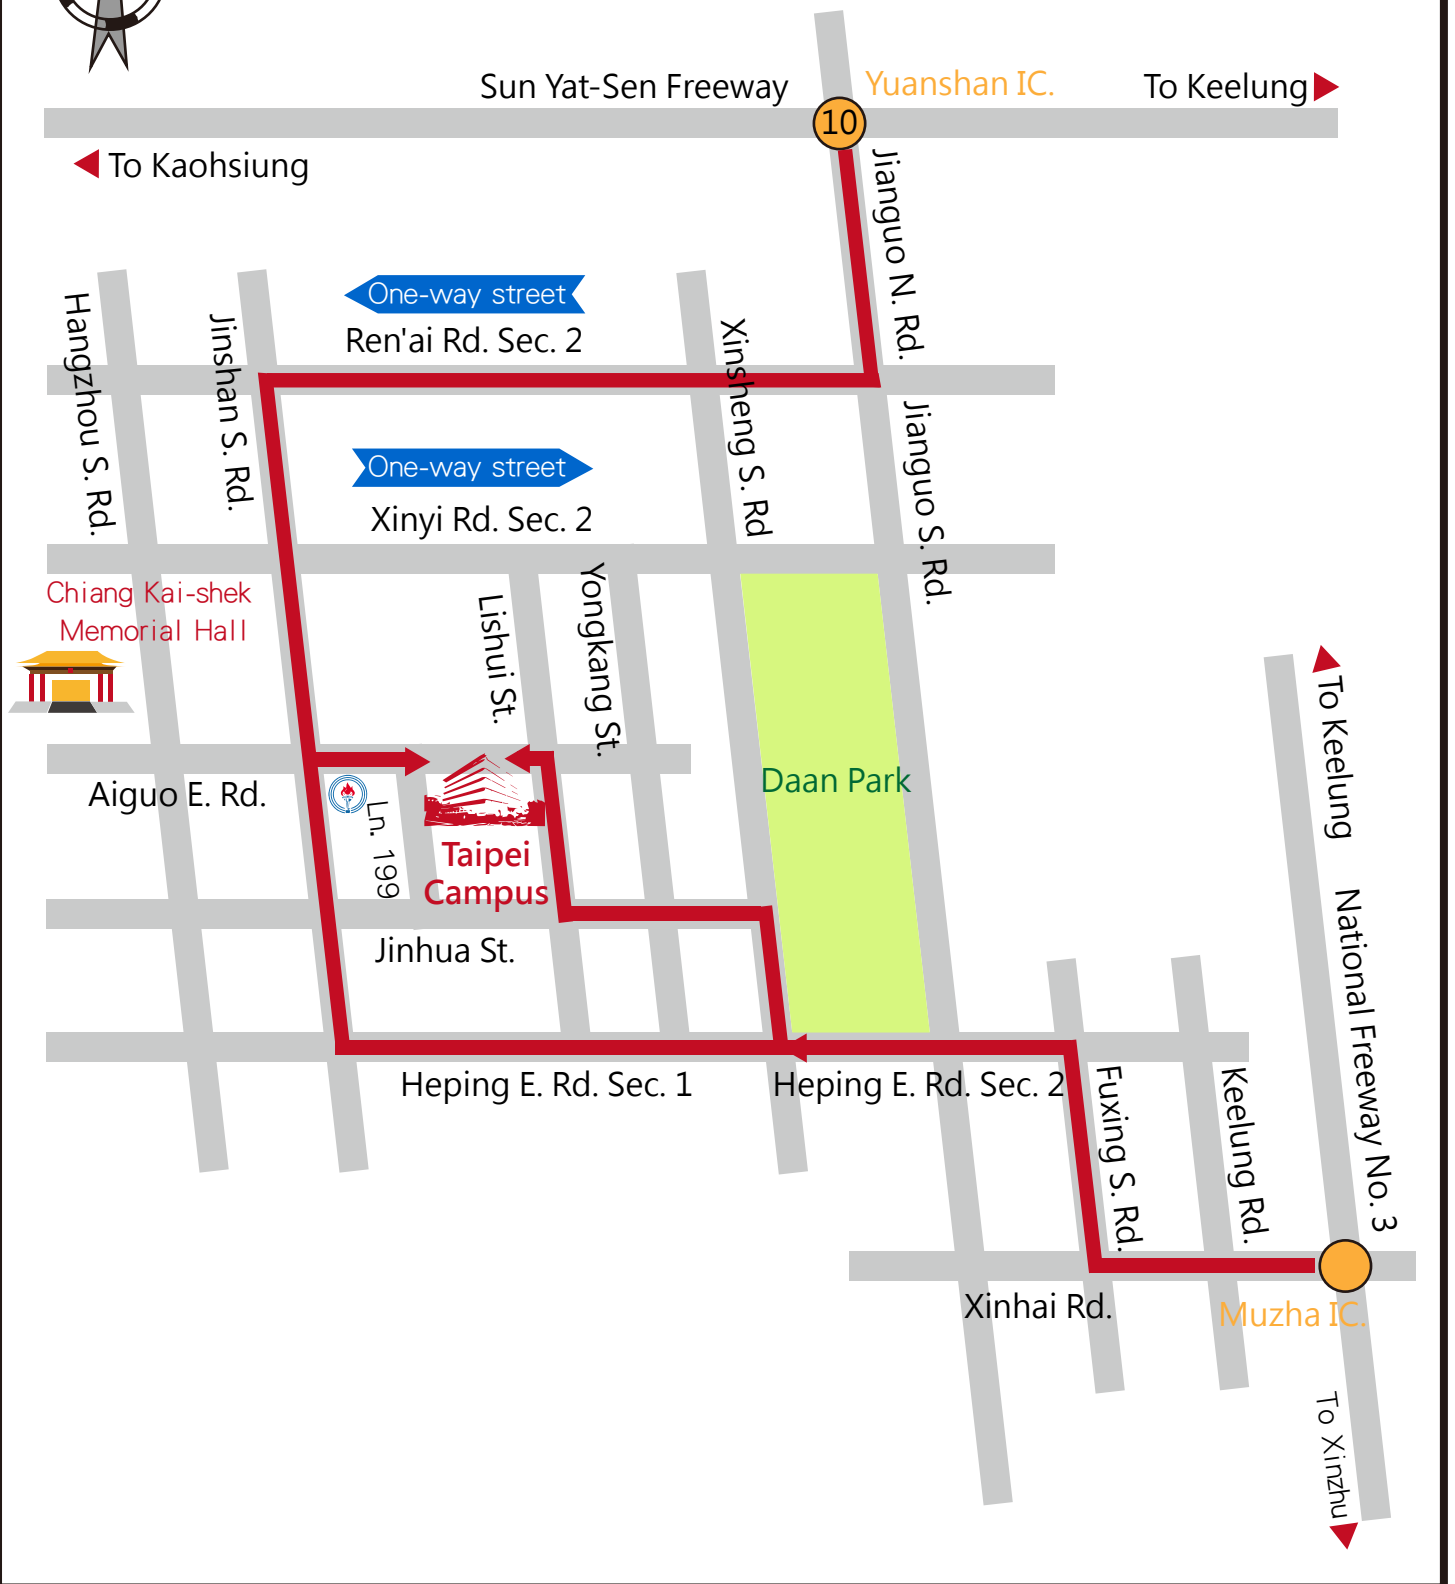 Sun Yat-Sen Freeway
Yuanshan IC.
To Keelung
10
To Kaohsiung
Jianguo N. Rd.
One-way street
Ren'ai Rd. Sec. 2
Hangzhou S. Rd.
Jinshan S. Rd.
Xinsheng S. Rd
Jianguo S. Rd.
One-way street
Xinyi Rd. Sec. 2
Chiang Kai-shek
Memorial Hall
Lishui St.
Yongkang St.
To Keelung
Daan Park
Aiguo E. Rd.
Ln. 199
Taipei
Campus
Jinhua St.
National Freeway No. 3
Heping E. Rd. Sec. 1
Heping E. Rd. Sec. 2
Fuxing S. Rd.
Keelung Rd.
Xinhai Rd.
Muzha IC.
To Xinzhu